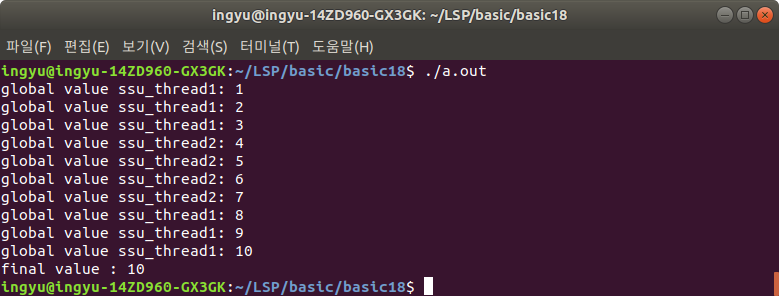 ingyu@ingyu-14ZD960-GX3GK: ~/LSP/basic/basic18
파일(F) 편집(E) 보기(V) 검색(S) 터미널(T) 도움말(H)
ingyu@ingyu-14ZD960-GX3GK:~/LSP/basic/basic18$ ./a.out
global value ssu_thread1: 1
global value ssu_thread1: 2
global value ssu_thread1: 3
global value ssu_thread2: 4
global value ssu_thread2: 5
global value ssu_thread2: 6
global value ssu_thread2: 7
global value ssu_thread1: 8
global value ssu_thread1: 9
global value ssu_thread1: 10
final value : 10
ingyu@ingyu-14ZD960-GX3GK:~/LSP/basic/basic18$